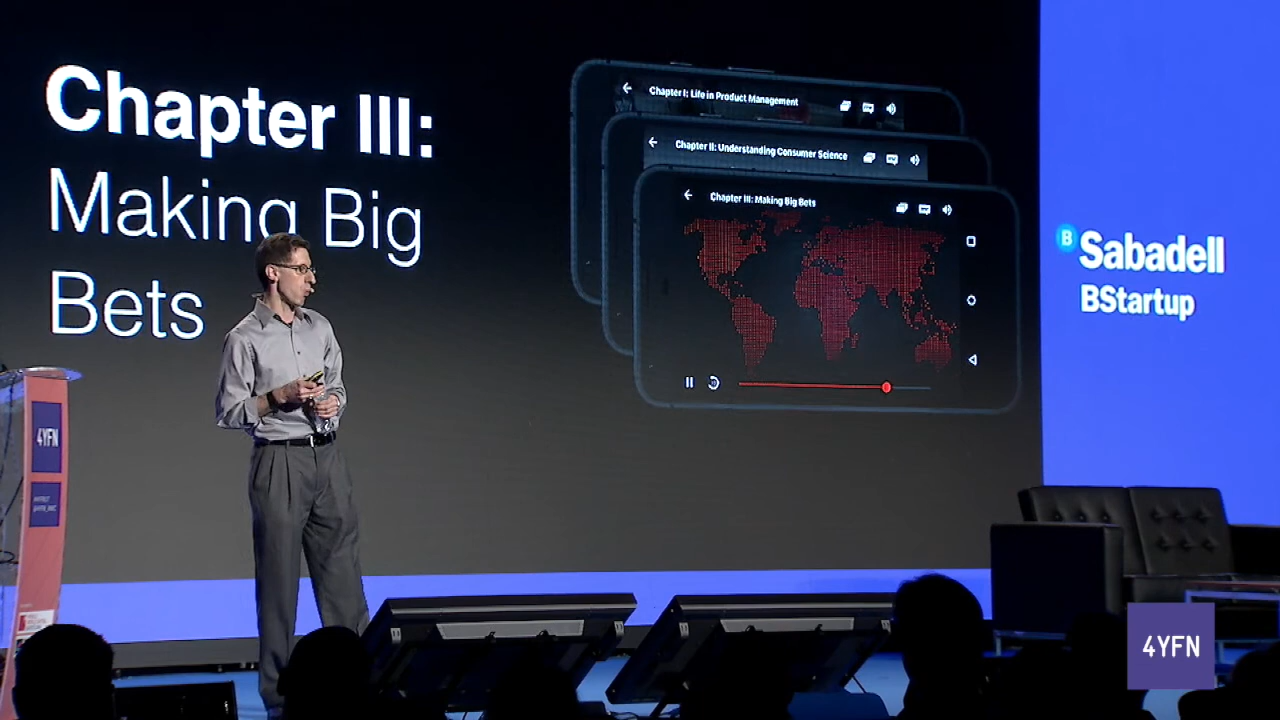 Chapter III:
Making Big
Bets
Chapter I: Life in Product Management
Chapter II: Understanding Consumer Science
Chapter III: Making Big Bets
B Sabadell
BStartup
4YFN
4YFN